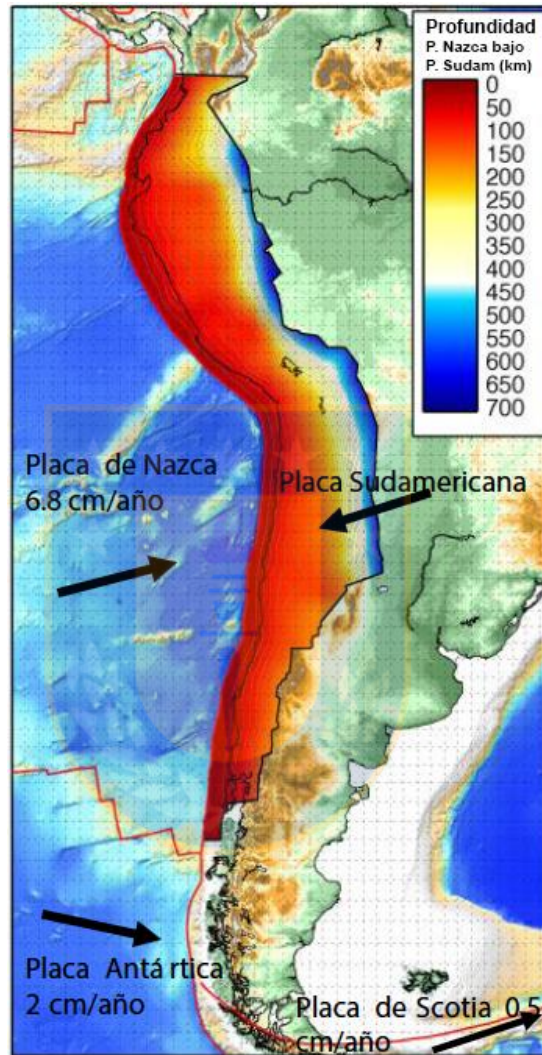 Profundidad
P. Nazca bajo
P. Sudam (km)
0
50
100
150
200
250
300
350
400
450
500
550
600
650
700
Placa de Nazca
6.8 cm/año
Placa Sudamericana
Placa Antá rtica
2 cm/año
Placa de Scotia 0.5
cm/año